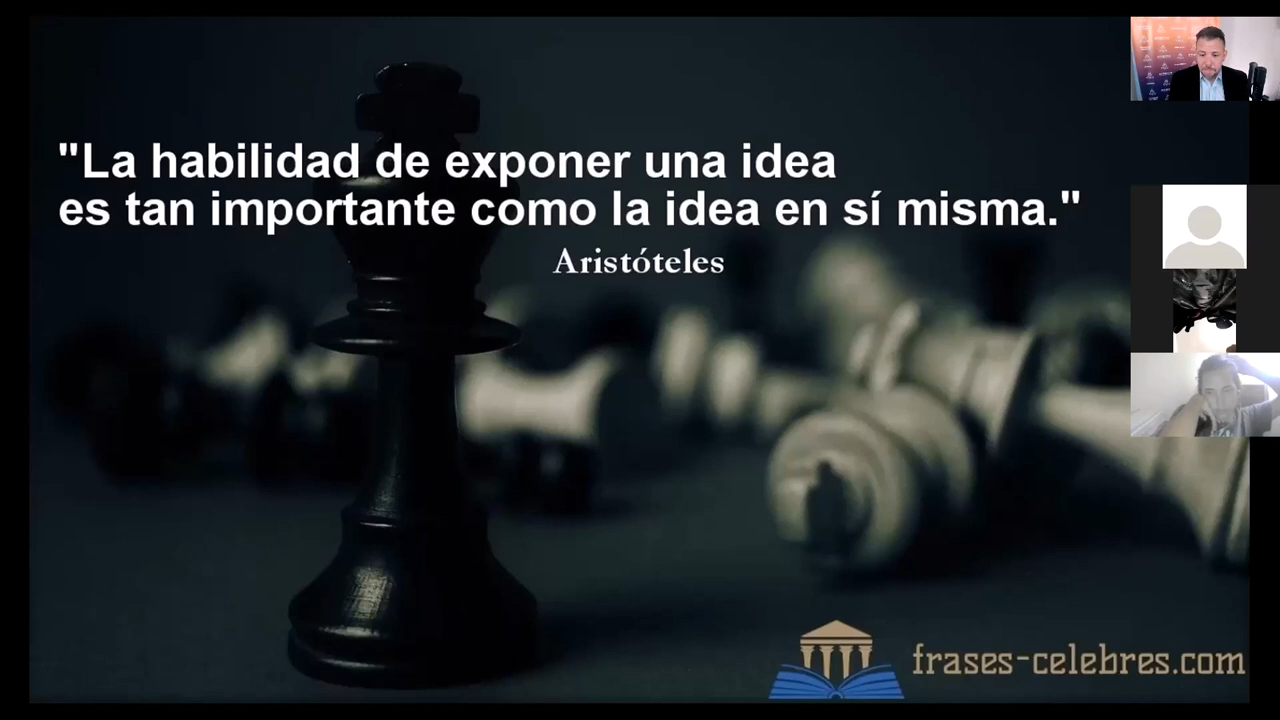 "La habilidad de exponer una idea
es tan importante como la idea en sí misma."
Aristóteles
frases-celebres.com